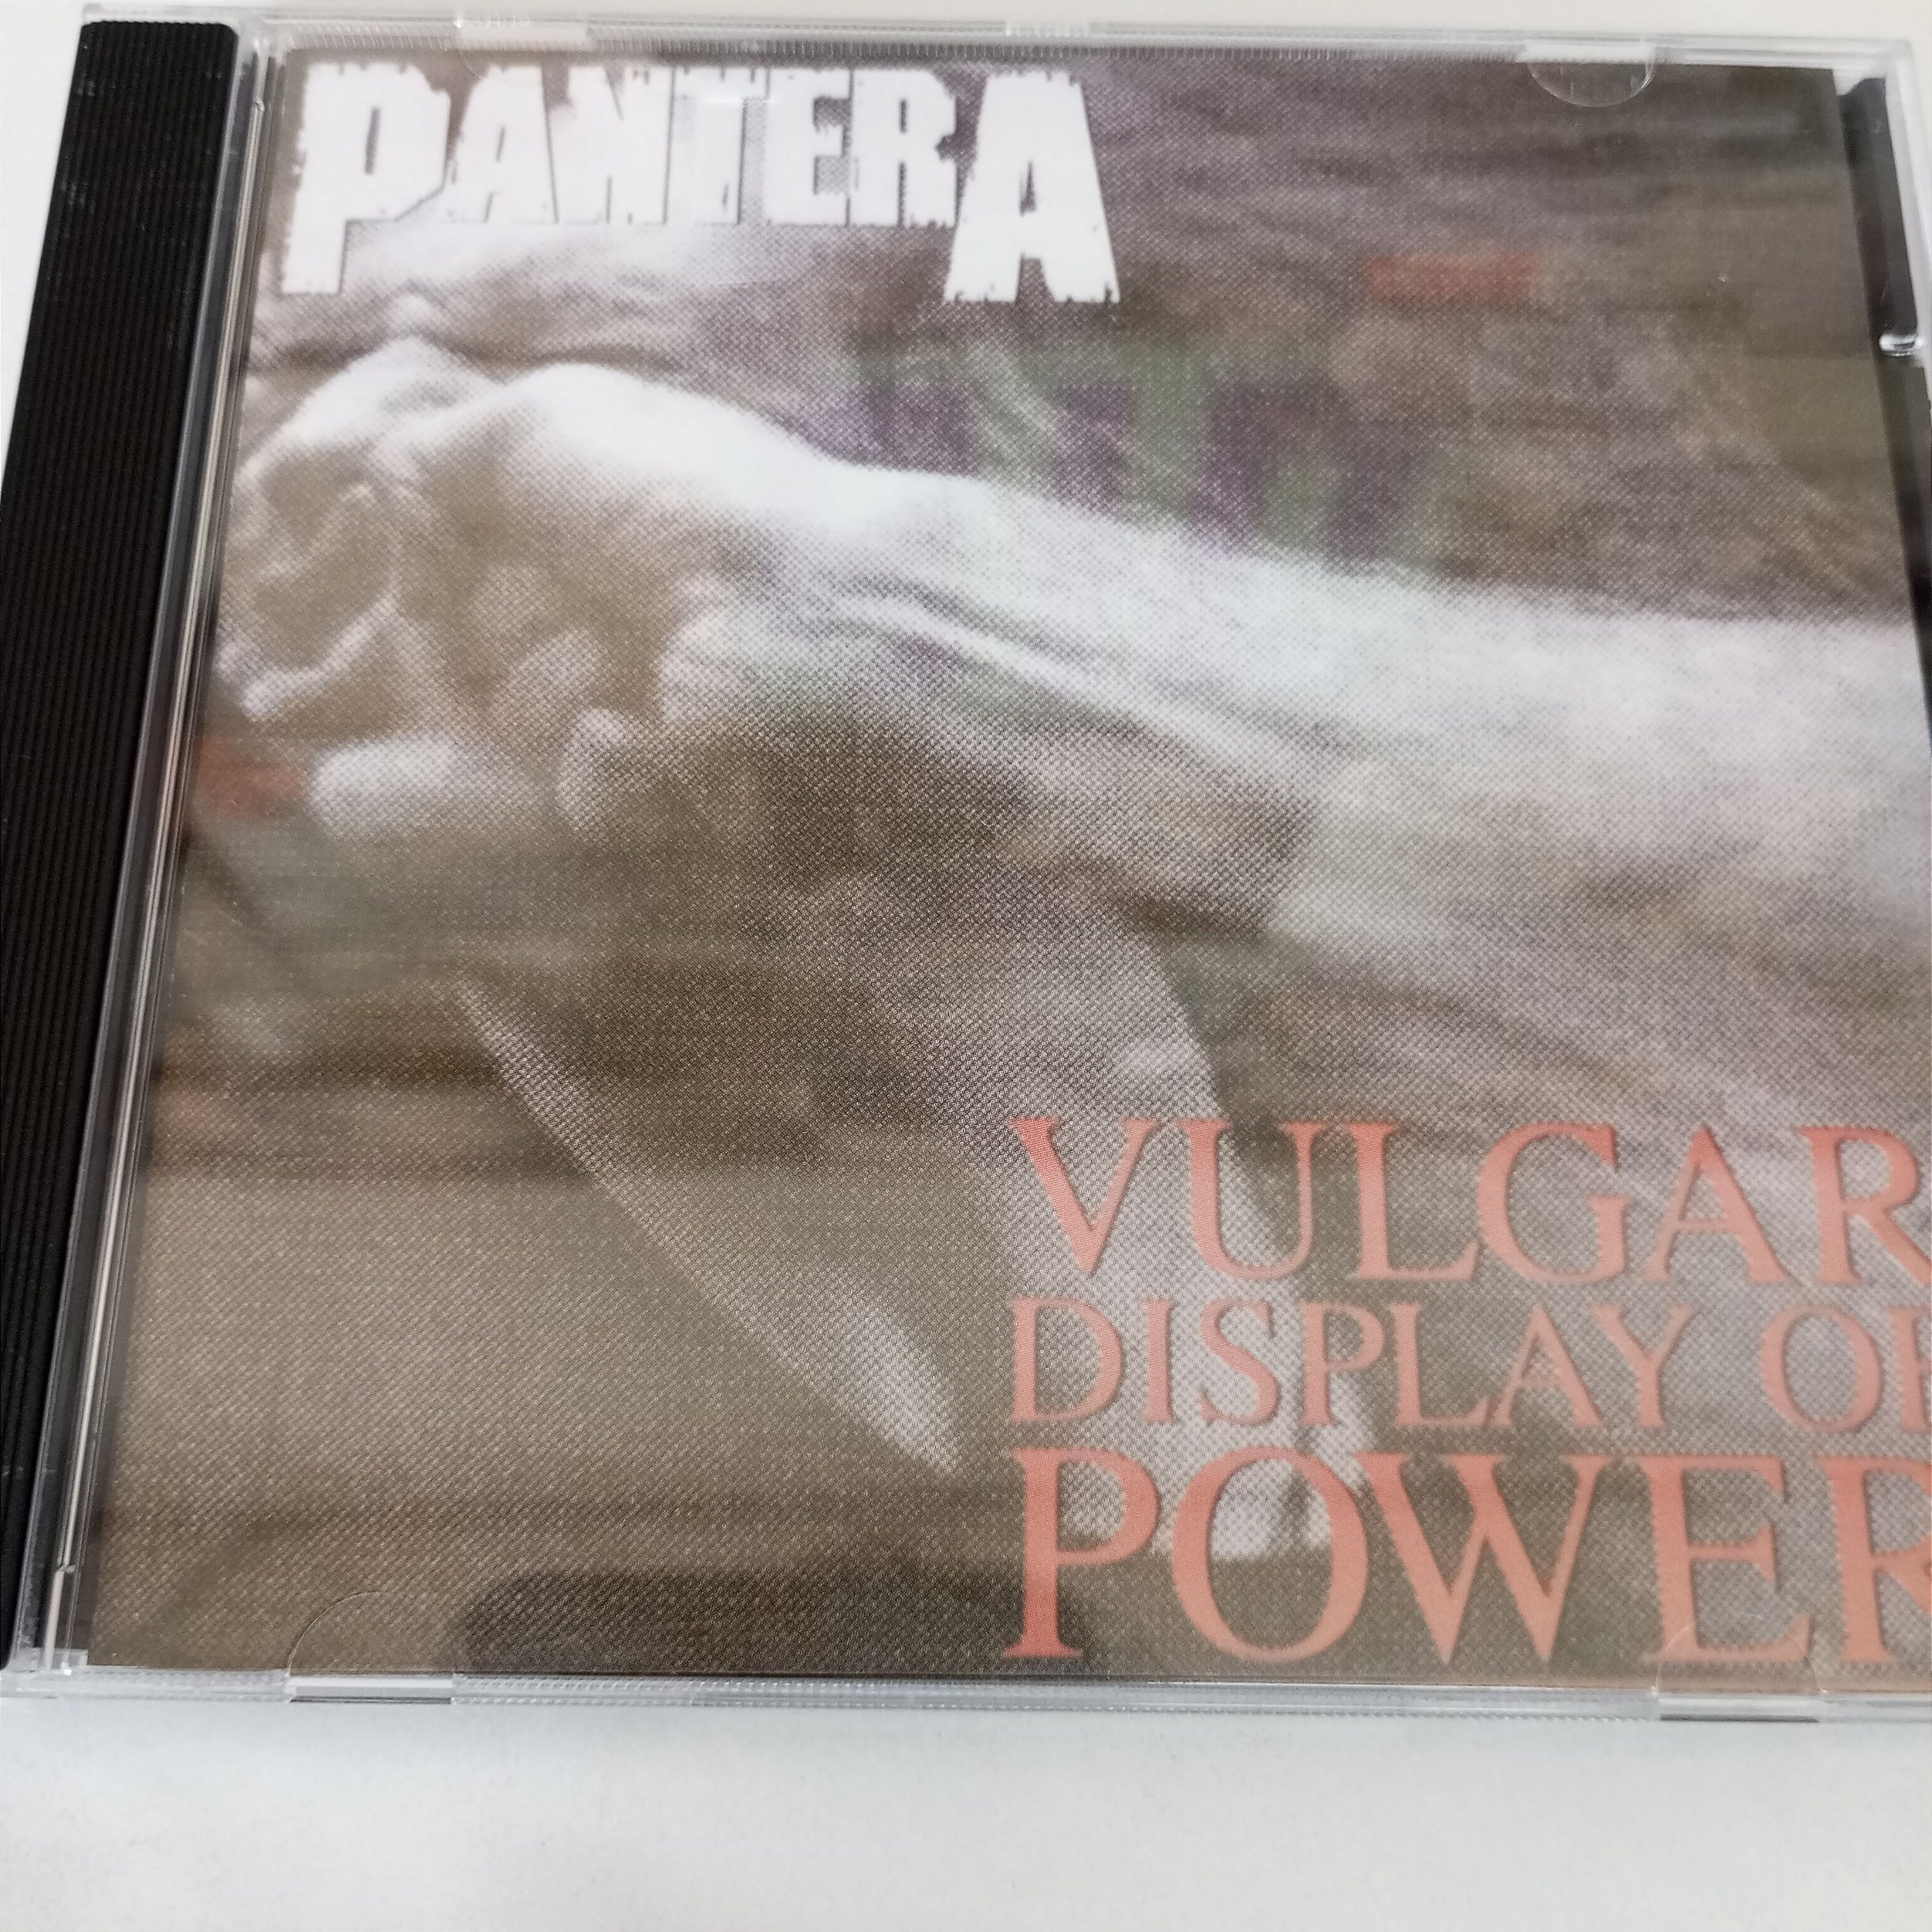 PANTERA
VULGAR
DISPLAY OF
POWER